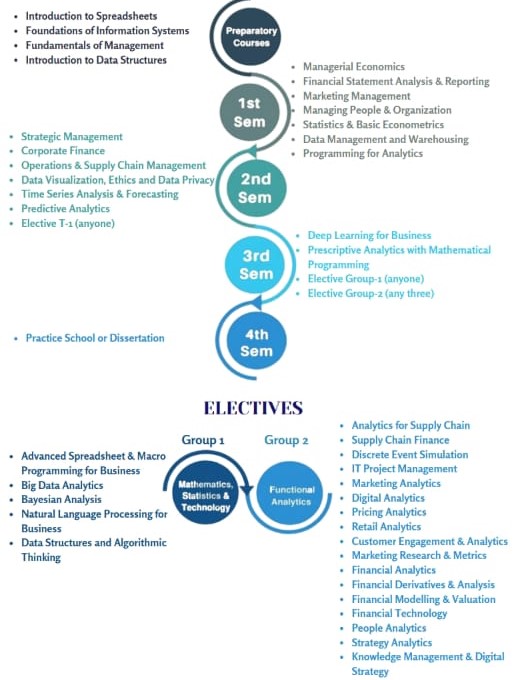 Introduction to Spreadsheets
Foundations of Information Systems
Fundamentals of Management
Introduction to Data Structures
Preparatory
Courses
Managerial Economics
Financial Statement Analysis & Reporting
Marketing Management
Managing People & Organization
Statistics & Basic Econometrics
Data Management and Warehousing
Programming for Analytics
1st
Sem
Strategic Management
Corporate Finance
Operations & Supply Chain Management
Data Visualization, Ethics and Data Privacy
Time Series Analysis & Forecasting
Predictive Analytics
Elective T-1 (anyone)
2nd
Sem
3rd
Sem
Deep Learning for Business
Prescriptive Analytics with Mathematical
Programming
Elective Group-1 (anyone)
Elective Group-2 (any three)
Practice School or Dissertation
4th
Sem
ELECTIVES
Group 1
Group 2
Advanced Spreadsheet & Macro
Programming for Business
Big Data Analytics
Bayesian Analysis
Natural Language Processing for
Business
Data Structures and Algorithmic
Thinking
Mathematics,
Statistics &
Technology
Functional
Analytics
Analytics for Supply Chain
Supply Chain Finance
Discrete Event Simulation
IT Project Management
Marketing Analytics
Digital Analytics
Pricing Analytics
Retail Analytics
Customer Engagement & Analytics
Marketing Research & Metrics
Financial Analytics
Financial Derivatives & Analysis
Financial Modelling & Valuation
Financial Technology
People Analytics
Strategy Analytics
Knowledge Management & Digital
Strategy